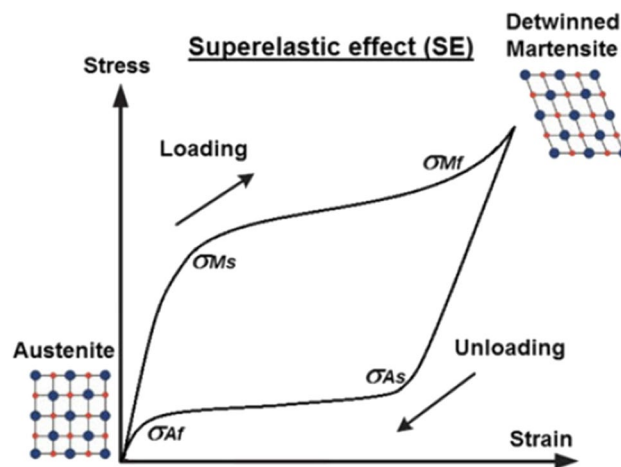 Superelastic effect (SE)
Detwinned
Martensite
Stress
Loading
σMf
σMs
Austenite
σAs
Unloading
σAf
Strain